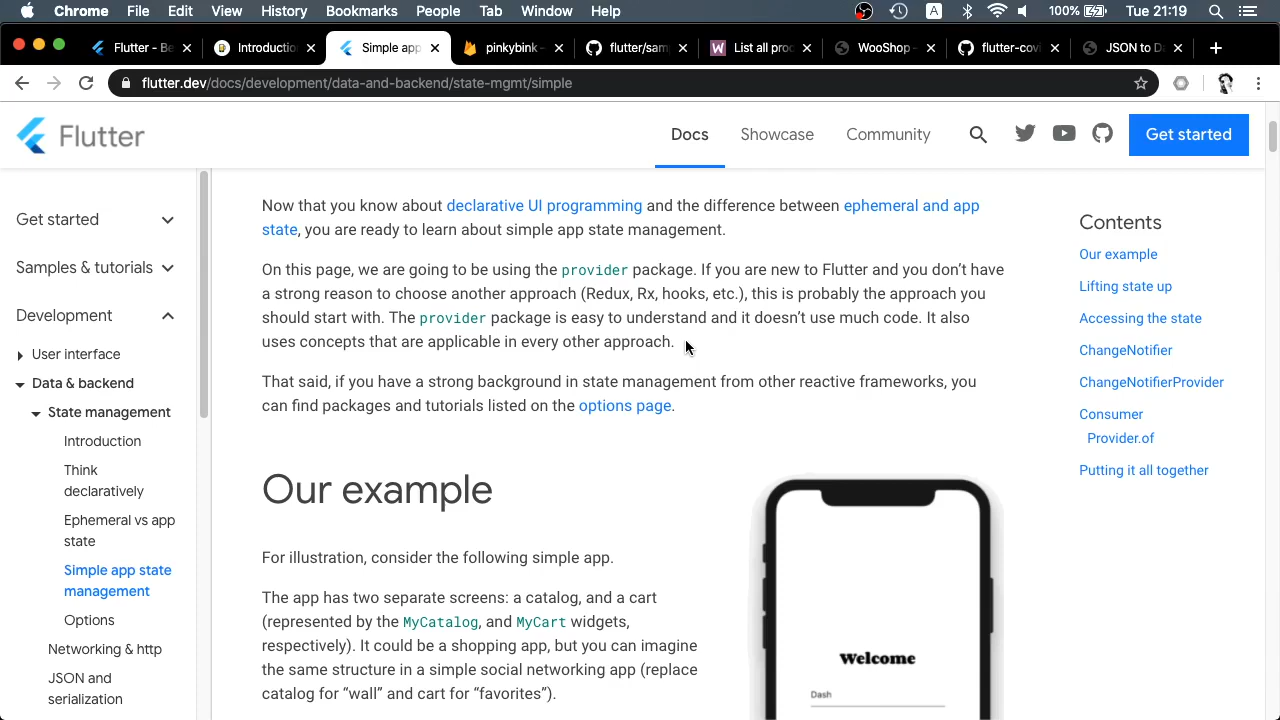 Chrome File Edit View History Bookmarks People Tab Window Help A 100% Tue 21:19
Flutter - Be Introductio Simple app pinkybink - flutter/sam W List all pro WooShop - flutter-covi JSON to Da
flutter.dev/docs/development/data-and-backend/state-mgmt/simple
Flutter Docs Showcase Community Get started
Get started
Samples & tutorials
Development
User interface
Data & backend
State management
Introduction
Think
declaratively
Ephemeral vs app
state
Simple app state
management
Options
Networking & http
JSON and
serialization
Now that you know about declarative UI programming and the difference between ephemeral and app
state, you are ready to learn about simple app state management.
On this page, we are going to be using the provider package. If you are new to Flutter and you don’t have
a strong reason to choose another approach (Redux, Rx, hooks, etc.), this is probably the approach you
should start with. The provider package is easy to understand and it doesn’t use much code. It also
uses concepts that are applicable in every other approach.
That said, if you have a strong background in state management from other reactive frameworks, you
can find packages and tutorials listed on the options page.
Our example
For illustration, consider the following simple app.
The app has two separate screens: a catalog, and a cart
(represented by the MyCatalog, and MyCart widgets,
respectively). It could be a shopping app, but you can imagine
the same structure in a simple social networking app (replace
catalog for “wall” and cart for “favorites”).
Welcome
Dash
Contents
Our example
Lifting state up
Accessing the state
ChangeNotifier
ChangeNotifierProvider
Consumer
Provider.of
Putting it all together